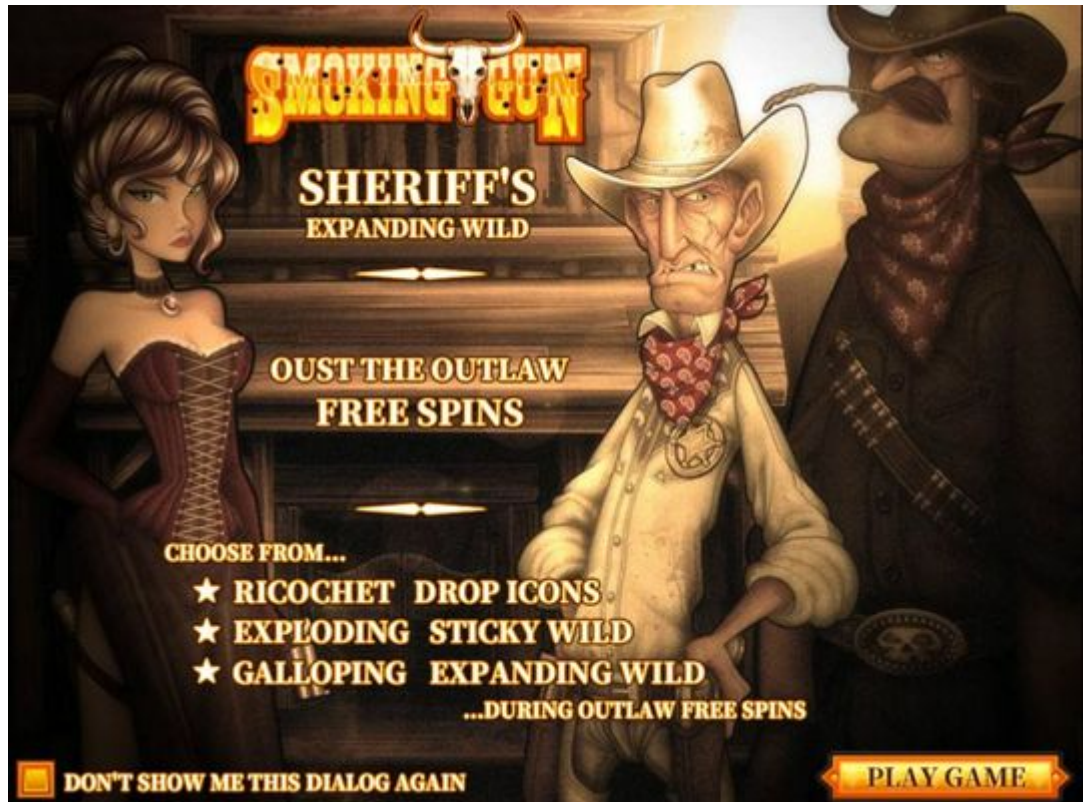 SMOKING GUN
SHERIFF'S
EXPANDING WILD
OUST THE OUTLAW
FREE SPINS
CHOOSE FROM...
★ RICOCHET DROP ICONS
★ EXPLODING STICKY WILD
★ GALLOPING EXPANDING WILD
...DURING OUTLAW FREE SPINS
DON'T SHOW ME THIS DIALOG AGAIN
PLAY GAME